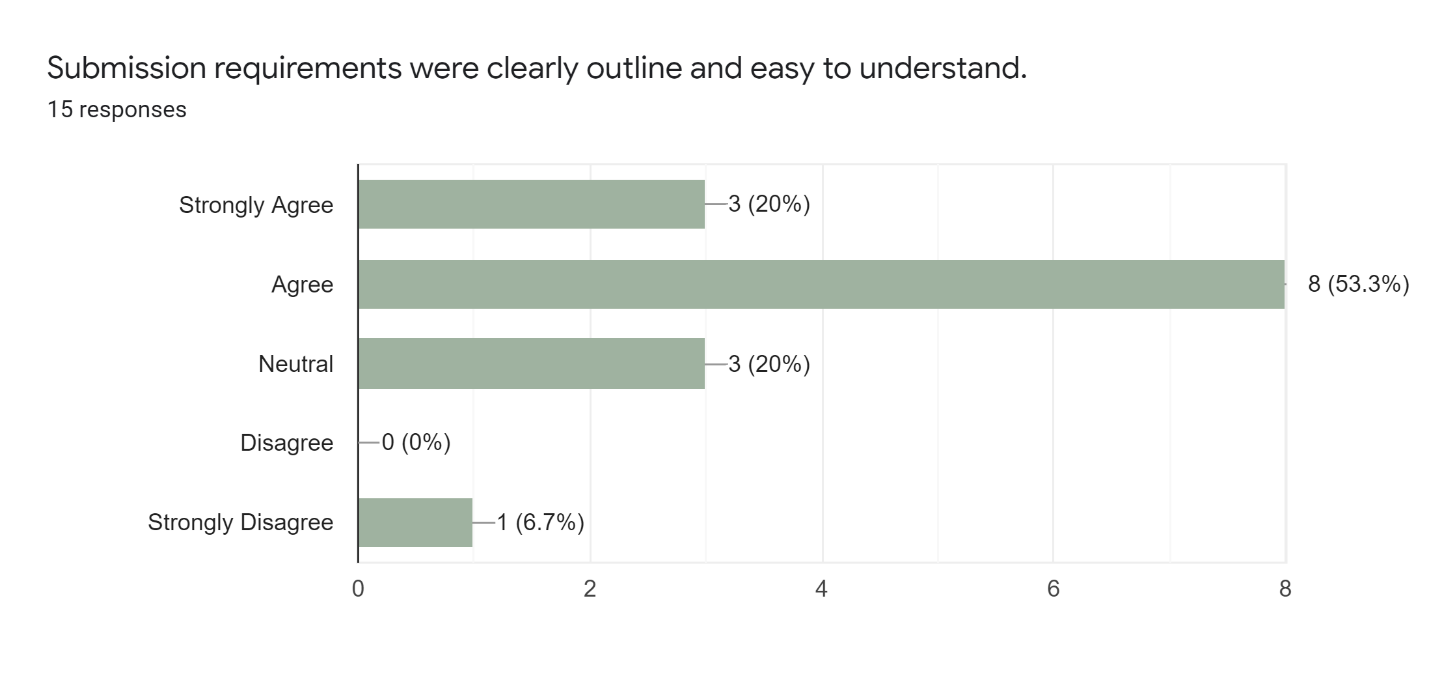 Submission requirements were clearly outline and easy to understand.
15 responses
Strongly Agree 3 (20%)
Agree 8 (53.3%)
Neutral 3 (20%)
Disagree 0 (0%)
Strongly Disagree 1 (6.7%)
0 2 4 6 8